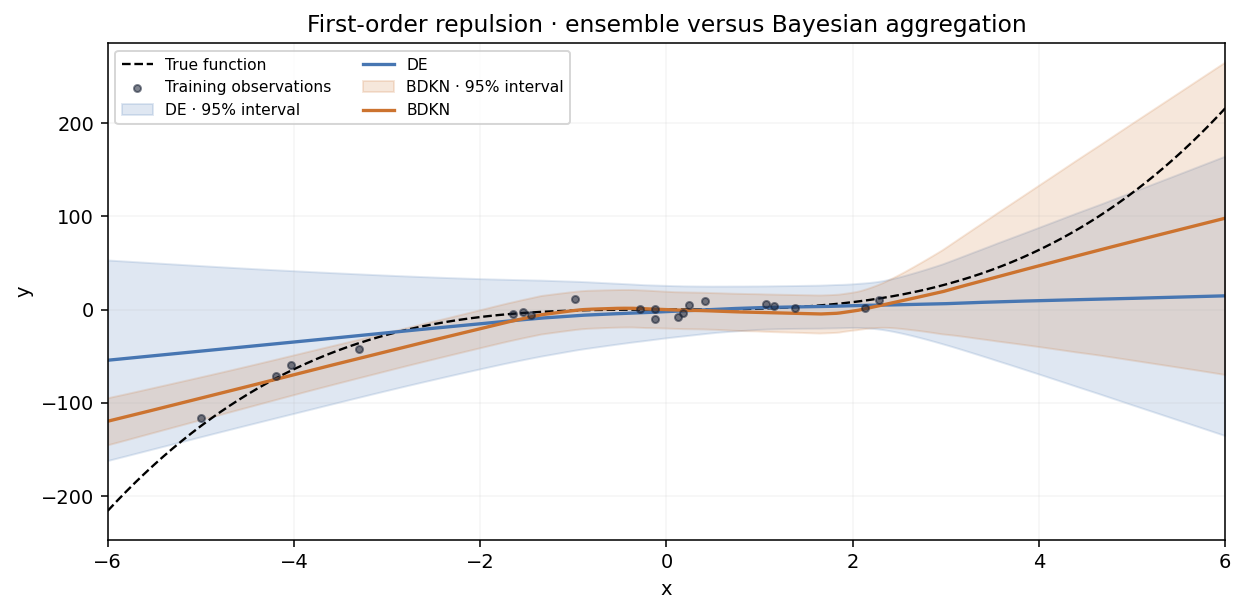 First-order repulsion · ensemble versus Bayesian aggregation
True function
Training observations
DE · 95% interval
DE
BDKN · 95% interval
BDKN
200
100
0
−100
−200
y
−6
−4
−2
0
2
4
6
x